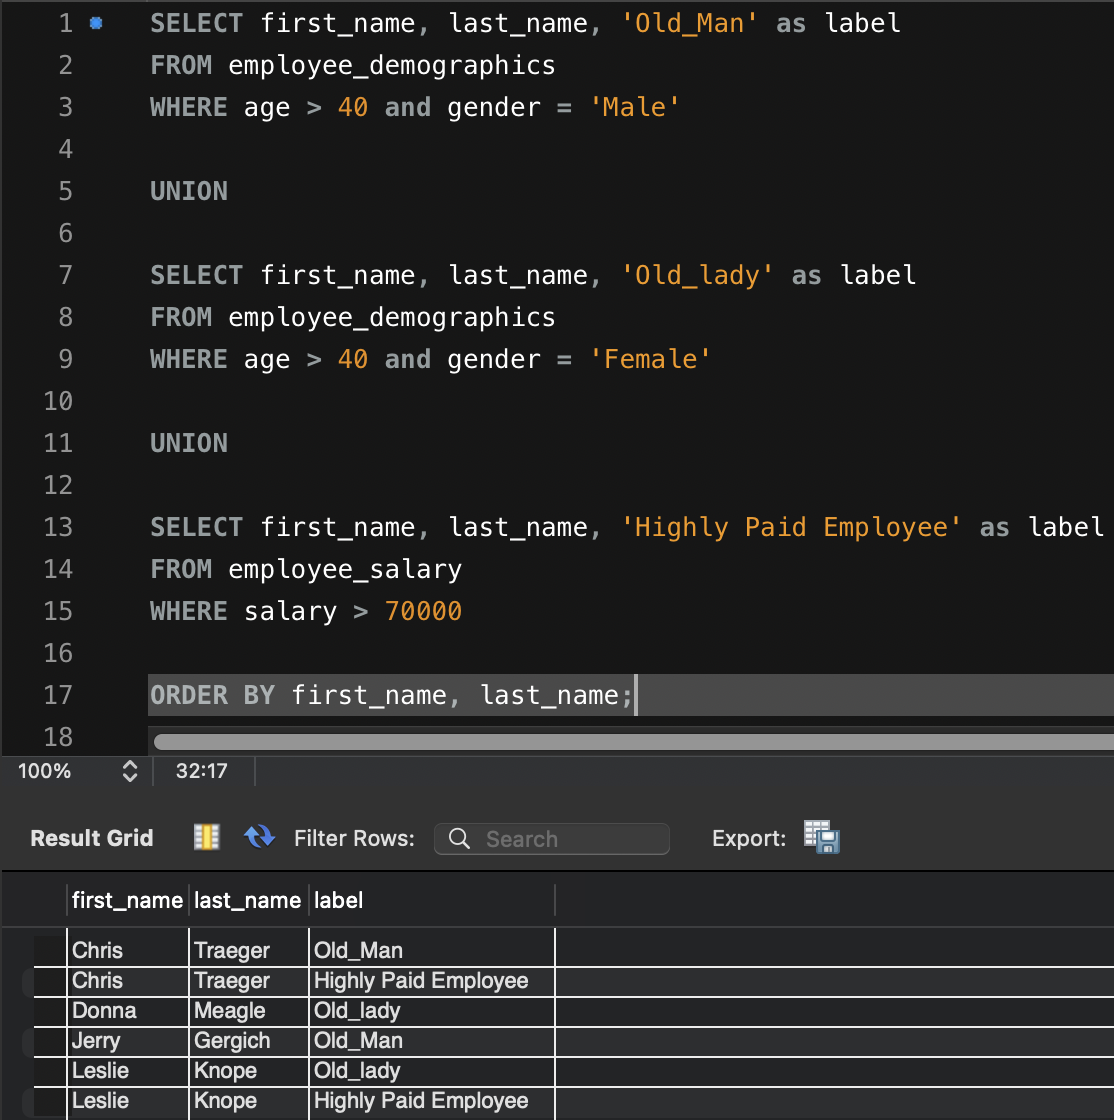 1 SELECT first_name, last_name, 'Old_Man' as label
2 FROM employee_demographics
3 WHERE age > 40 and gender = 'Male'
4
5 UNION
6
7 SELECT first_name, last_name, 'Old_lady' as label
8 FROM employee_demographics
9 WHERE age > 40 and gender = 'Female'
10
11 UNION
12
13 SELECT first_name, last_name, 'Highly Paid Employee' as label
14 FROM employee_salary
15 WHERE salary > 70000
16
17 ORDER BY first_name, last_name;
18
100% 32:17
Result Grid Filter Rows: Search Export:
first_name last_name label
Chris Traeger Old_Man
Chris Traeger Highly Paid Employee
Donna Meagle Old_lady
Jerry Gergich Old_Man
Leslie Knope Old_lady
Leslie Knope Highly Paid Employee